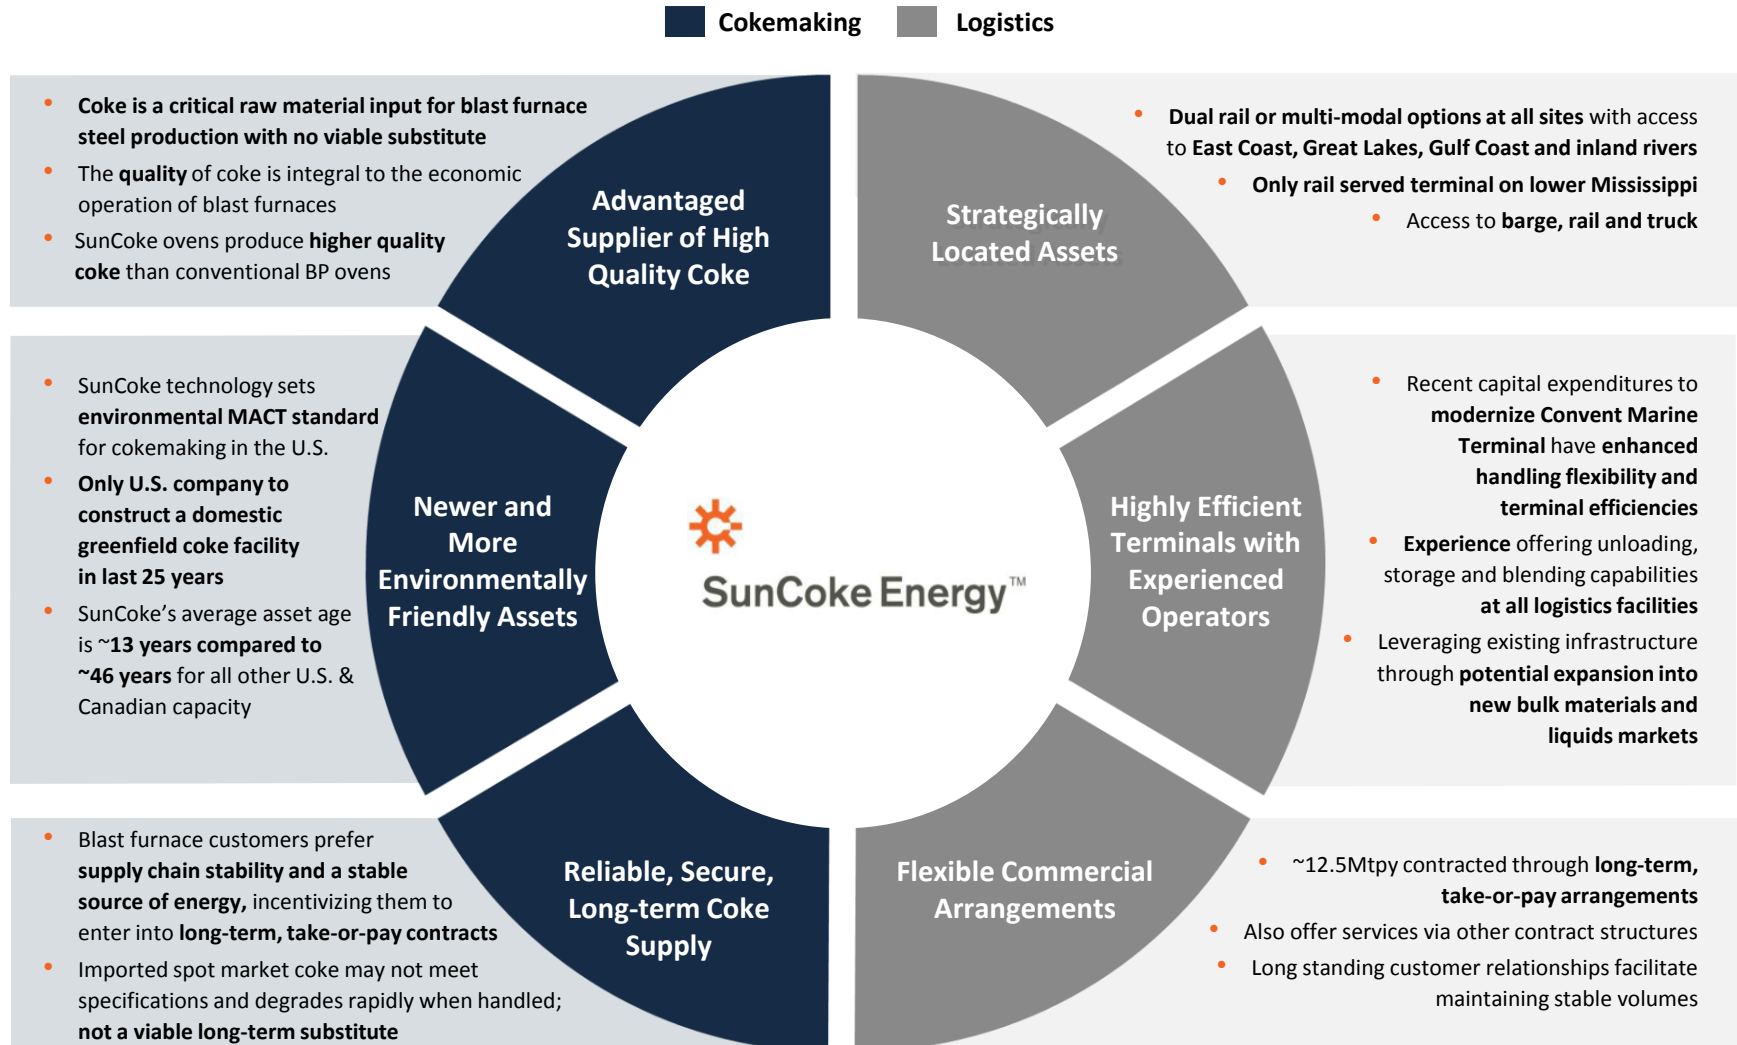 Cokemaking
Logistics
• Coke is a critical raw material input for blast furnace
steel production with no viable substitute
• The quality of coke is integral to the economic
operation of blast furnaces
• SunCoke ovens produce higher quality
coke than conventional BP ovens
Advantaged
Supplier of High
Quality Coke
Strategically
Located Assets
• Dual rail or multi-modal options at all sites with access
to East Coast, Great Lakes, Gulf Coast and inland rivers
• Only rail served terminal on lower Mississippi
• Access to barge, rail and truck
• SunCoke technology sets
environmental MACT standard
for cokemaking in the U.S.
• Only U.S. company to
construct a domestic
greenfield coke facility
in last 25 years
• SunCoke’s average asset age
is ~13 years compared to
~46 years for all other U.S. &
Canadian capacity
Newer and
More
Environmentally
Friendly Assets
SunCoke Energy™
Highly Efficient
Terminals with
Experienced
Operators
• Recent capital expenditures to
modernize Convent Marine
Terminal have enhanced
handling flexibility and
terminal efficiencies
• Experience offering unloading,
storage and blending capabilities
at all logistics facilities
• Leveraging existing infrastructure
through potential expansion into
new bulk materials and
liquids markets
• Blast furnace customers prefer
supply chain stability and a stable
source of energy, incentivizing them to
enter into long-term, take-or-pay contracts
• Imported spot market coke may not meet
specifications and degrades rapidly when handled;
not a viable long-term substitute
Reliable, Secure,
Long-term Coke
Supply
Flexible Commercial
Arrangements
• ~12.5Mtpy contracted through long-term,
take-or-pay arrangements
• Also offer services via other contract structures
• Long standing customer relationships facilitate
maintaining stable volumes